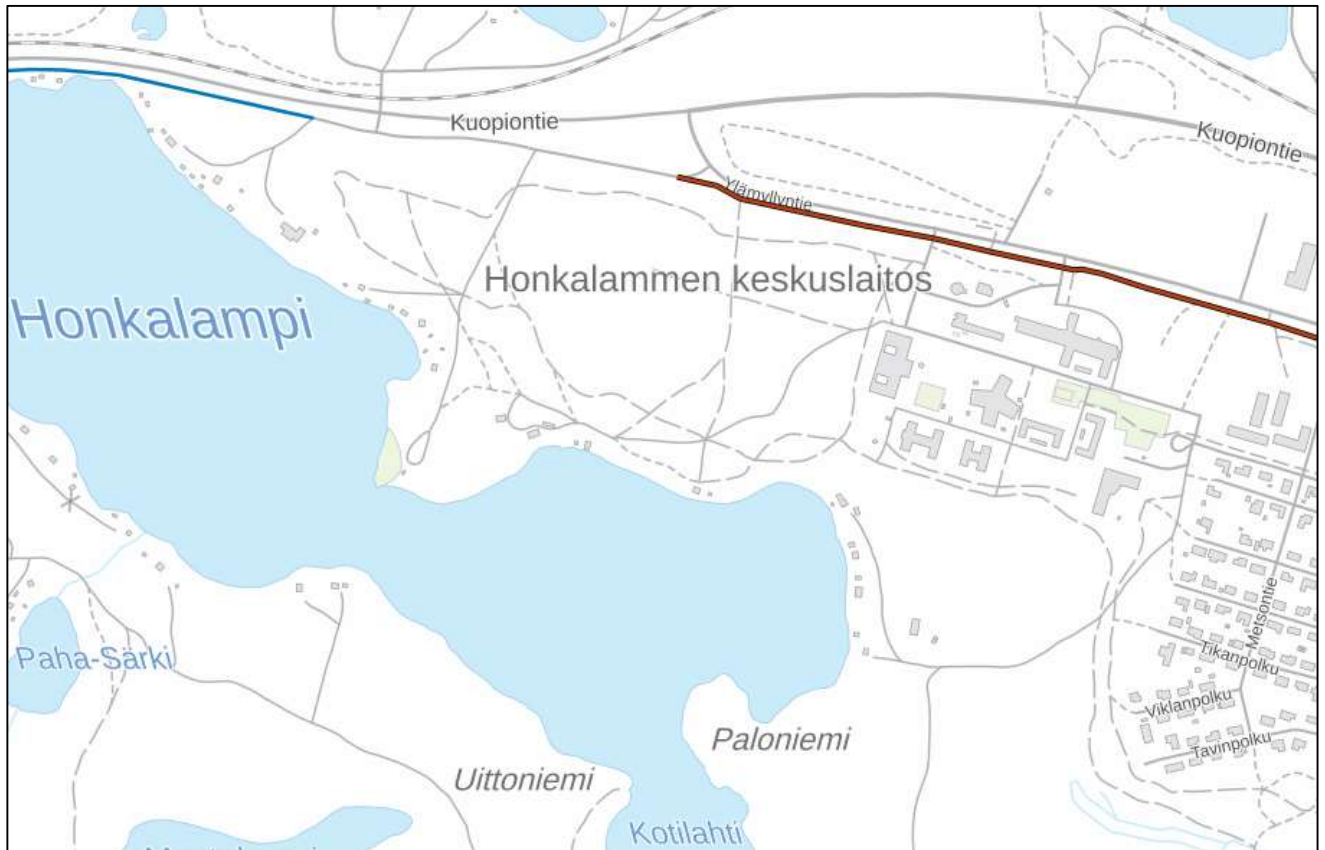 Kuopiontie
Kuopiontie
Ylämyllyntie
Honkalammen keskuslaitos
Honkalampi
Metsontie
Paha-Särki
Tikanpolku
Viklanpolku
Paloniemi
Tavinpolku
Uittoniemi
Kotilahti